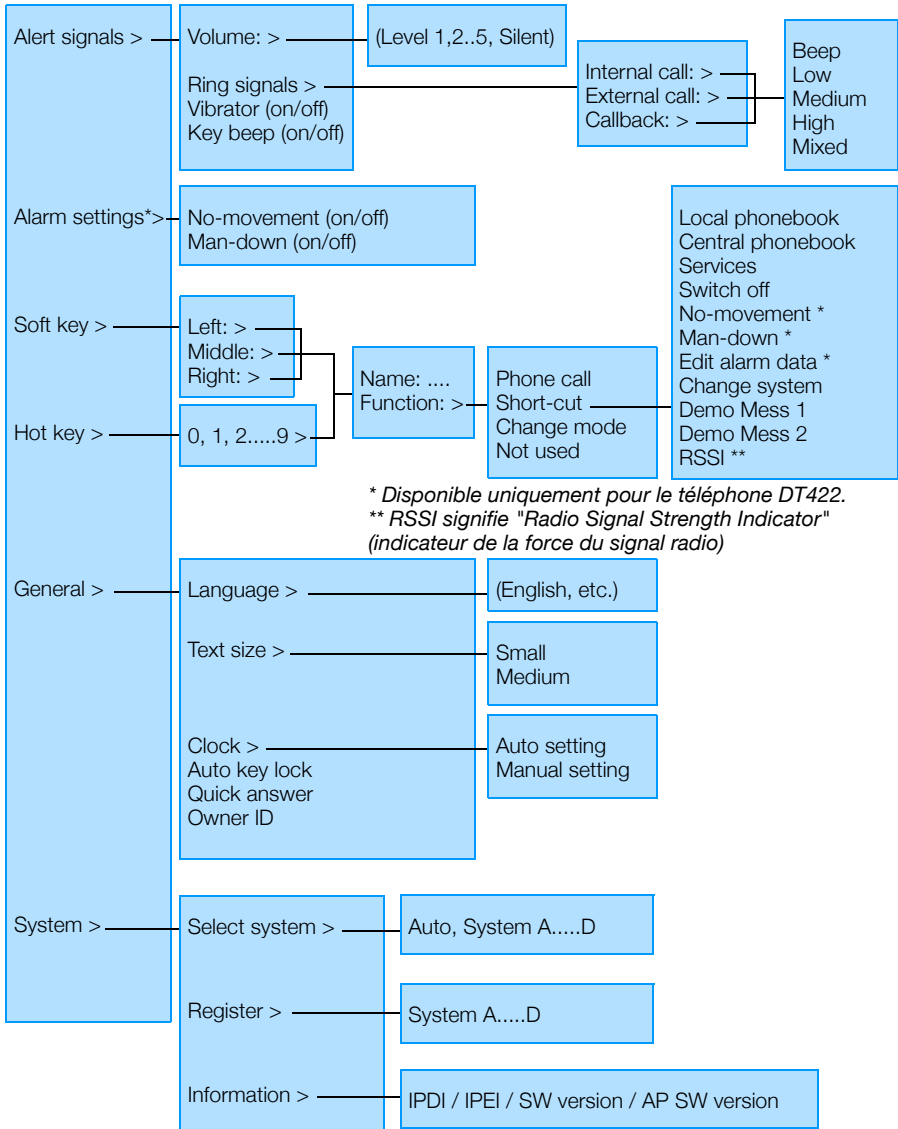 Alert signals >
Volume: >
(Level 1,2..5, Silent)
Ring signals >
Vibrator (on/off)
Key beep (on/off)
Internal call: >
External call: >
Callback: >
Beep
Low
Medium
High
Mixed
Alarm settings*>
No-movement (on/off)
Man-down (on/off)
Soft key >
Left: >
Middle: >
Right: >
Hot key >
0, 1, 2.....9 >
Name: ....
Function: >
Phone call
Short-cut
Change mode
Not used
Local phonebook
Central phonebook
Services
Switch off
No-movement *
Man-down *
Edit alarm data *
Change system
Demo Mess 1
Demo Mess 2
RSSI **
* Disponible uniquement pour le téléphone DT422.
** RSSI signifie "Radio Signal Strength Indicator"
(indicateur de la force du signal radio)
General >
Language >
(English, etc.)
Text size >
Small
Medium
Clock >
Auto key lock
Quick answer
Owner ID
Auto setting
Manual setting
System >
Select system >
Auto, System A.....D
Register >
System A.....D
Information >
IPDI / IPEI / SW version / AP SW version